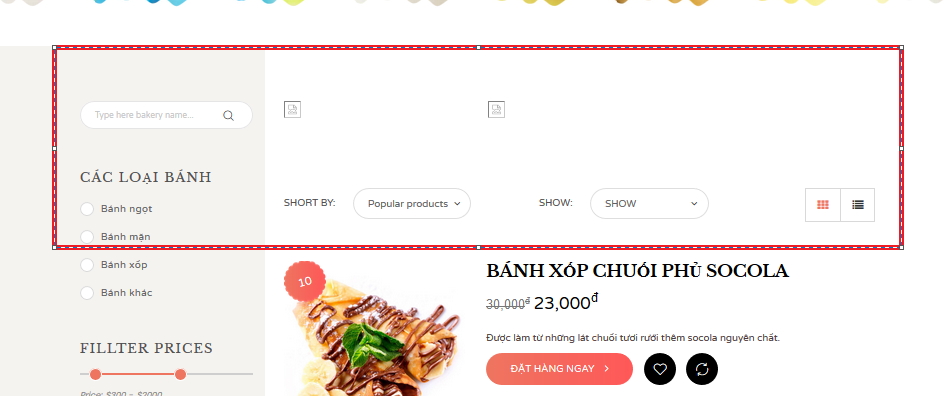 Type here bakery name...
CÁC LOẠI BÁNH
Bánh ngọt
Bánh mặn
Bánh xốp
Bánh khác
FILLTER PRICES
Price: $200 - $2000
SHORT BY:
Popular products
SHOW:
SHOW
10
BÁNH XỐP CHUỐI PHỦ SOCOLA
30,000đ 23,000đ
Được làm từ những lát chuối tươi rưới thêm socola nguyên chất.
ĐẶT HÀNG NGAY